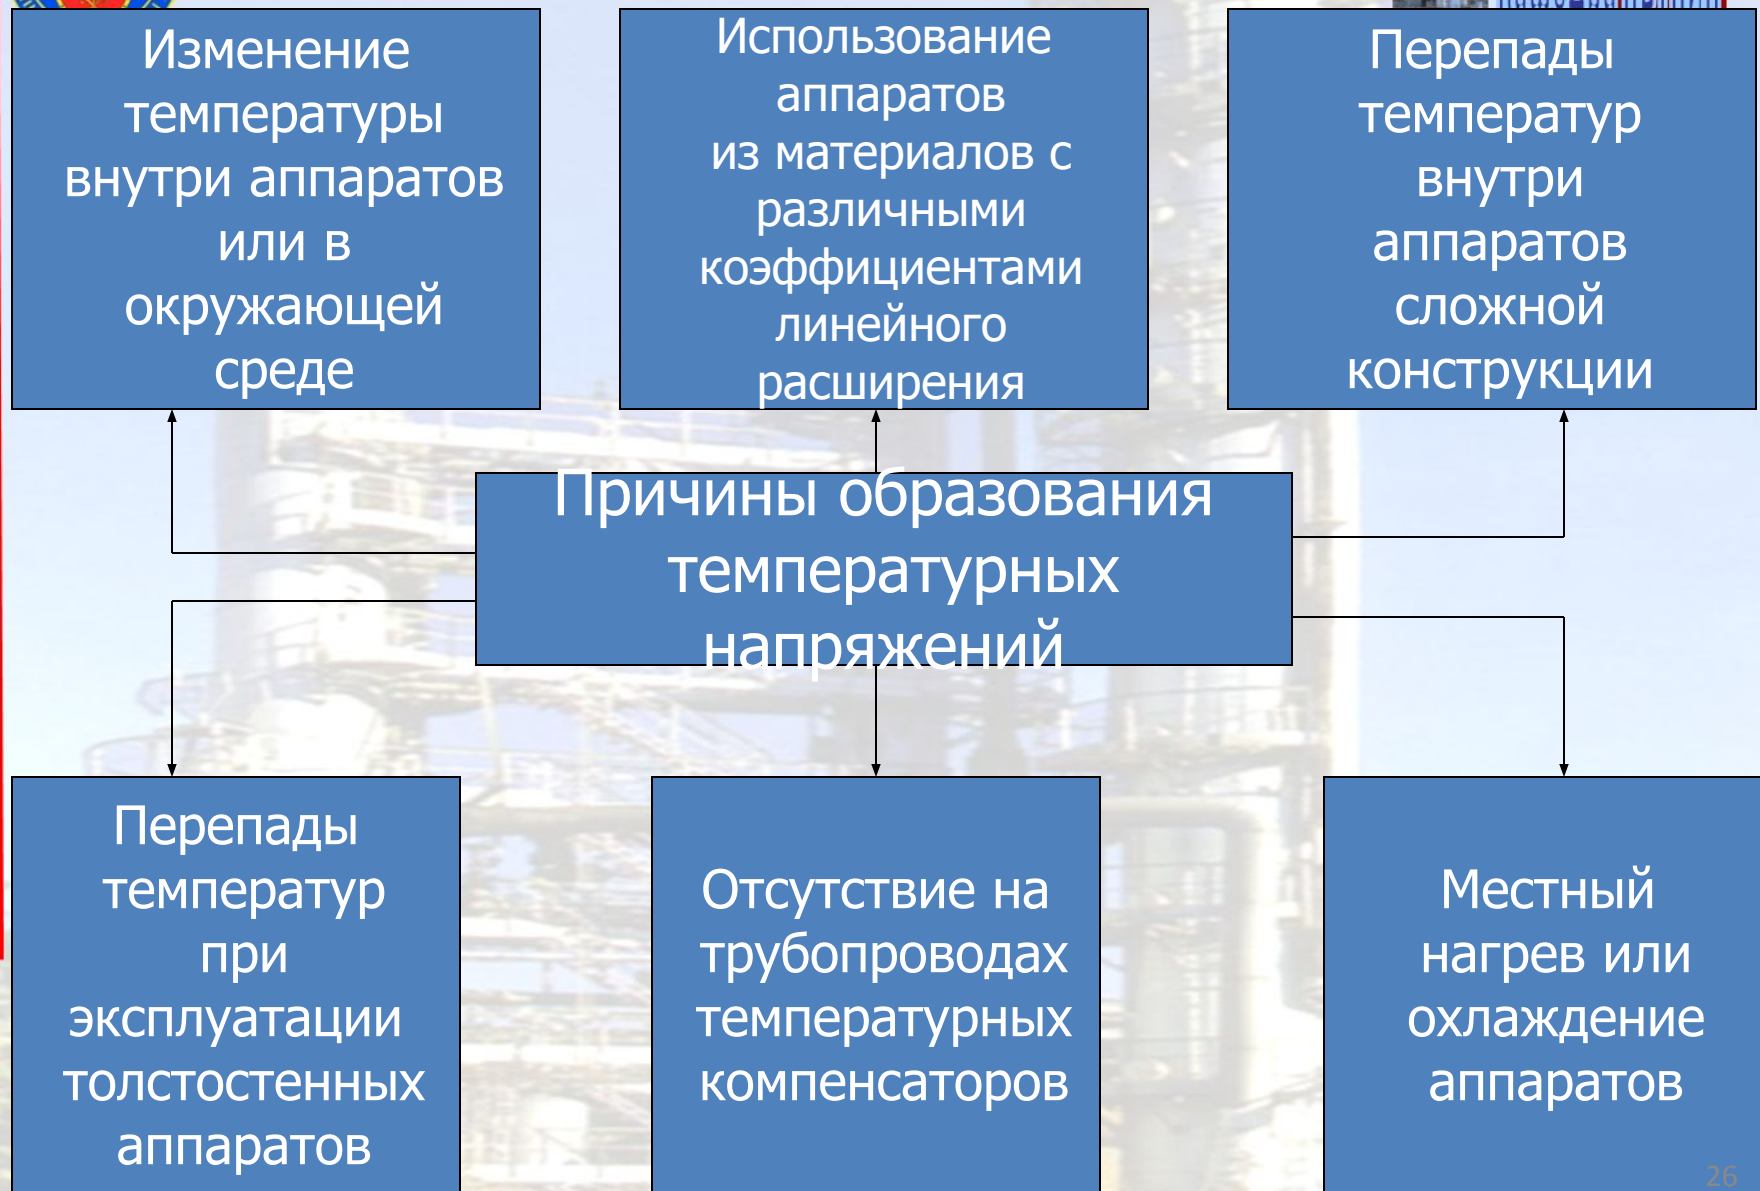 Изменение
температуры
внутри аппаратов
или в
окружающей
среде
Использование
аппаратов
из материалов с
различными
коэффициентами
линейного
расширения
Перепады
температур
внутри
аппаратов
сложной
конструкции
Причины образования
температурных
напряжений
Перепады
температур
при
эксплуатации
толстостенных
аппаратов
Отсутствие на
трубопроводах
температурных
компенсаторов
Местный
нагрев или
охлаждение
аппаратов
26